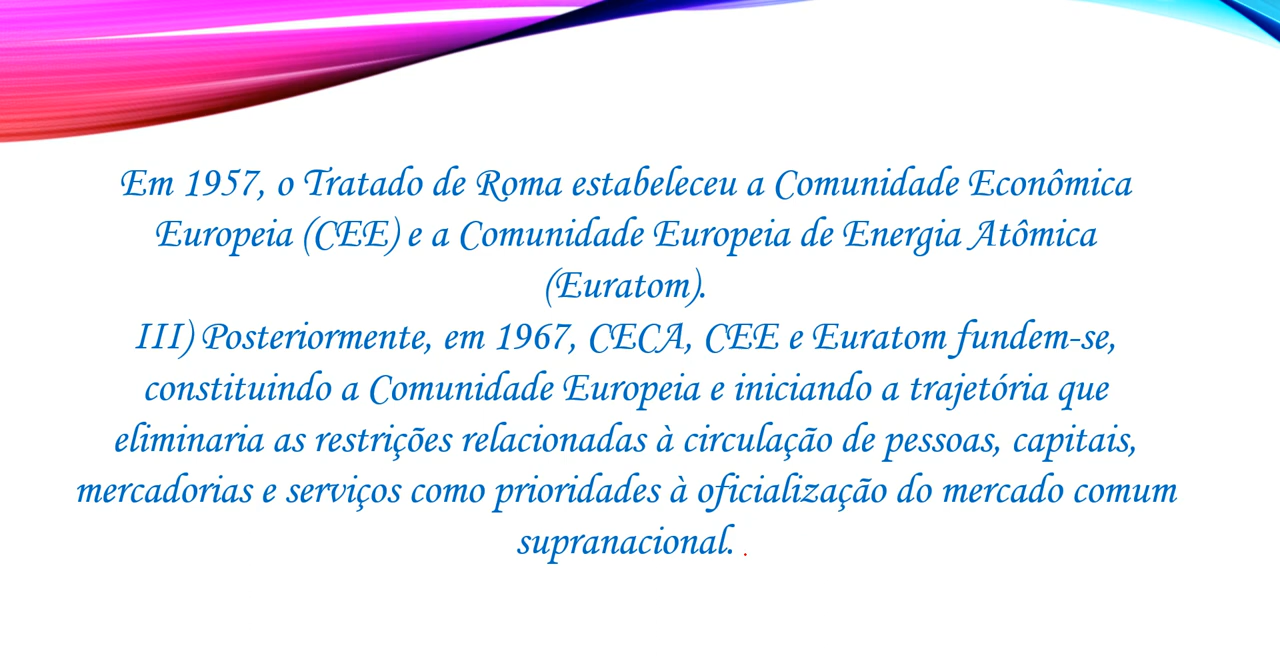 Em 1957, o Tratado de Roma estabeleceu a Comunidade Econômica
Europeia (CEE) e a Comunidade Europeia de Energia Atômica
(Euratom).
III) Posteriormente, em 1967, CECA, CEE e Euratom fundem-se,
constituindo a Comunidade Europeia e iniciando a trajetória que
eliminaria as restrições relacionadas à circulação de pessoas, capitais,
mercadorias e serviços como prioridades à oficialização do mercado comum
supranacional. .